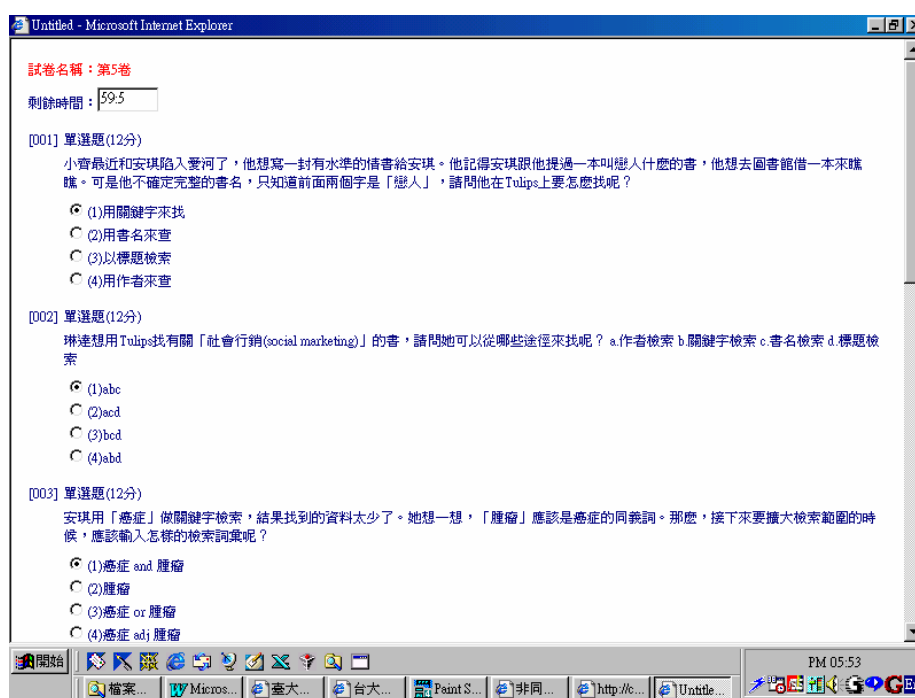 Untitled - Microsoft Internet Explorer
試卷名稱：第5卷
剩餘時間：59:5
[001] 單選題(12分)
小齊最近和安琪陷入愛河了，他想寫一封有水準的情書給安琪。他記得安琪跟他提過一本叫戀人什麼的書，他想去圖書館借一本來瞧
瞧。可是他不確定完整的書名，只知道前面兩個字是「戀人」，請問他在Tulips上要怎麼找呢？
(1)用關鍵字來找
(2)用書名來查
(3)以標題檢索
(4)用作者來查
[002] 單選題(12分)
琳達想用Tulips找有關「社會行銷(social marketing)」的書，請問她可以從哪些途徑來找呢？ a.作者檢索 b.關鍵字檢索 c.書名檢索 d.標題檢
索
(1)abc
(2)acd
(3)bcd
(4)abd
[003] 單選題(12分)
安琪用「癌症」做關鍵字檢索，結果找到的資料太少了。她想一想，「腫瘤」應該是癌症的同義詞。那麼，接下來要擴大檢索範圍的時
候，應該輸入怎樣的檢索詞彙呢？
(1)癌症 and 腫瘤
(2)腫瘤
(3)癌症 or 腫瘤
(4)癌症 adj 腫瘤
開始
PM 05:53
檔案...
Micros...
臺大...
台大...
Paint S...
非同...
http://c...
Untitle...